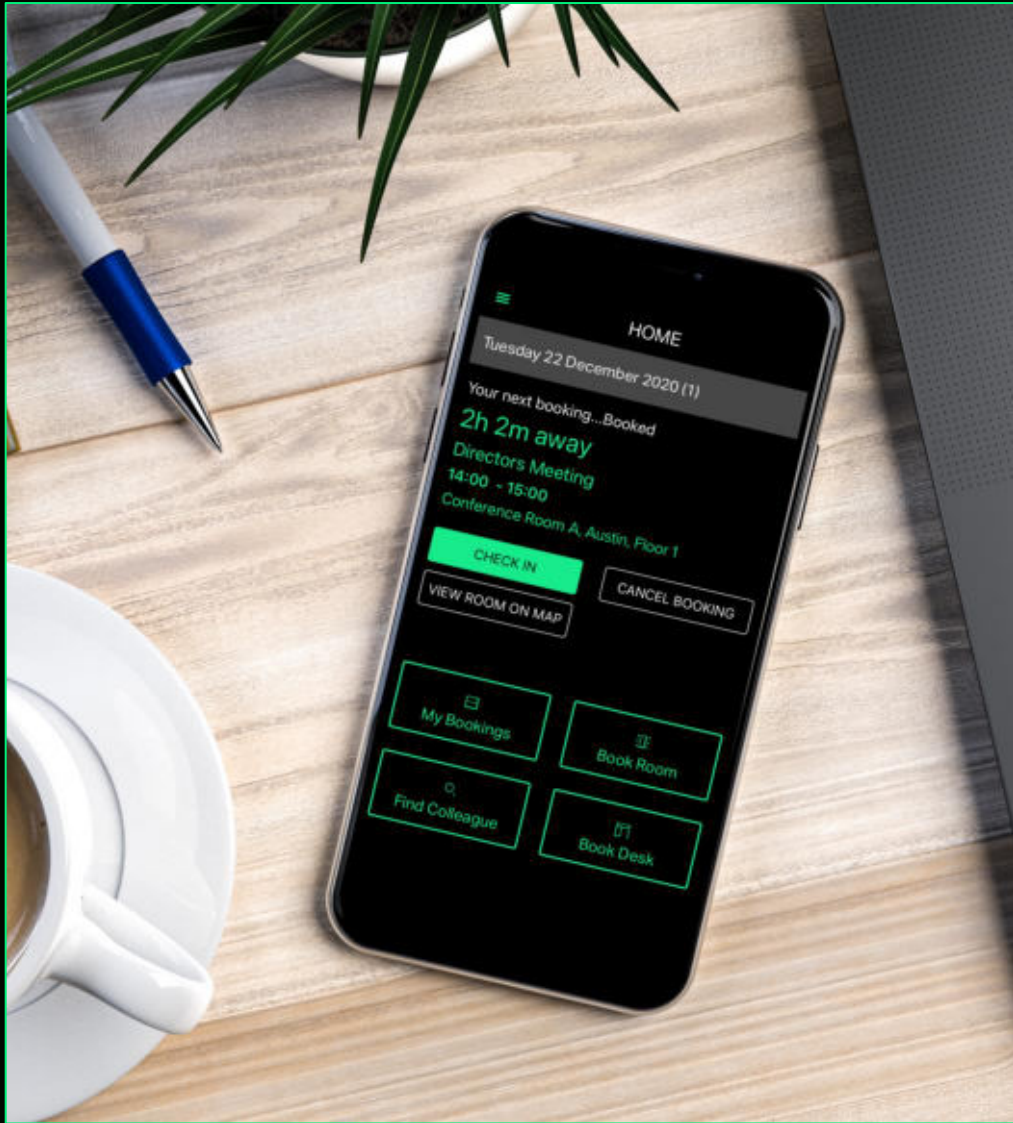 HOME
Tuesday 22 December 2020 (1)
Your next booking...Booked
2h 2m away
Directors Meeting
14:00 - 15:00
Conference Room A, Austin, Floor 1
CHECK IN
CANCEL BOOKING
VIEW ROOM ON MAP
My Bookings
Book Room
Find Colleague
Book Desk